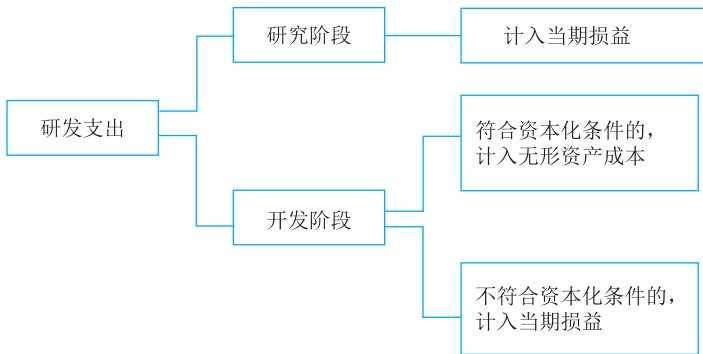 研究阶段
计入当期损益
研发支出
符合资本化条件的，
计入无形资产成本
开发阶段
不符合资本化条件的，
计入当期损益